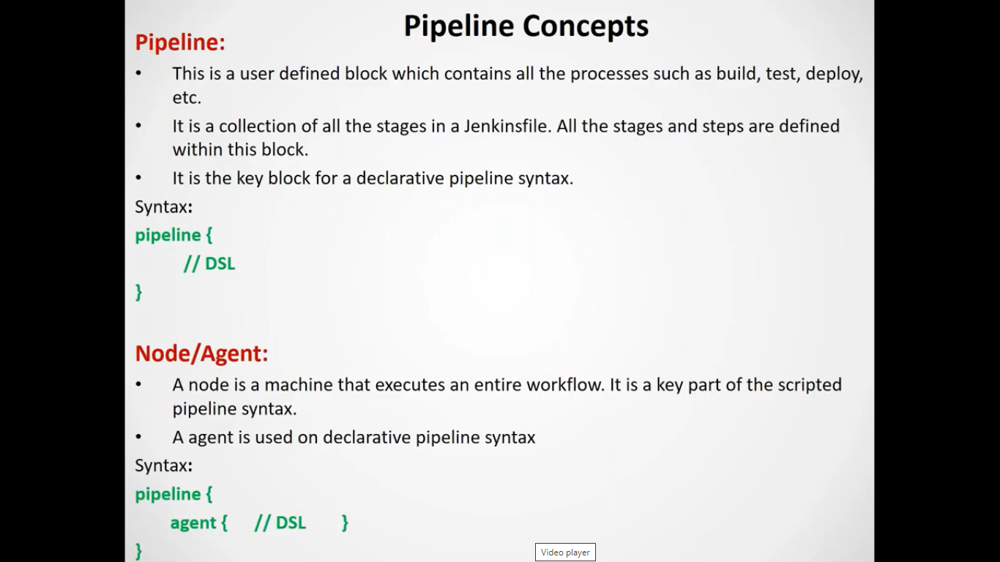 Pipeline Concepts
Pipeline:
• This is a user defined block which contains all the processes such as build, test, deploy,
etc.
• It is a collection of all the stages in a Jenkinsfile. All the stages and steps are defined
within this block.
• It is the key block for a declarative pipeline syntax.
Syntax:
pipeline {
// DSL
}
Node/Agent:
• A node is a machine that executes an entire workflow. It is a key part of the scripted
pipeline syntax.
• A agent is used on declarative pipeline syntax
Syntax:
pipeline {
agent { // DSL }
}
Video player